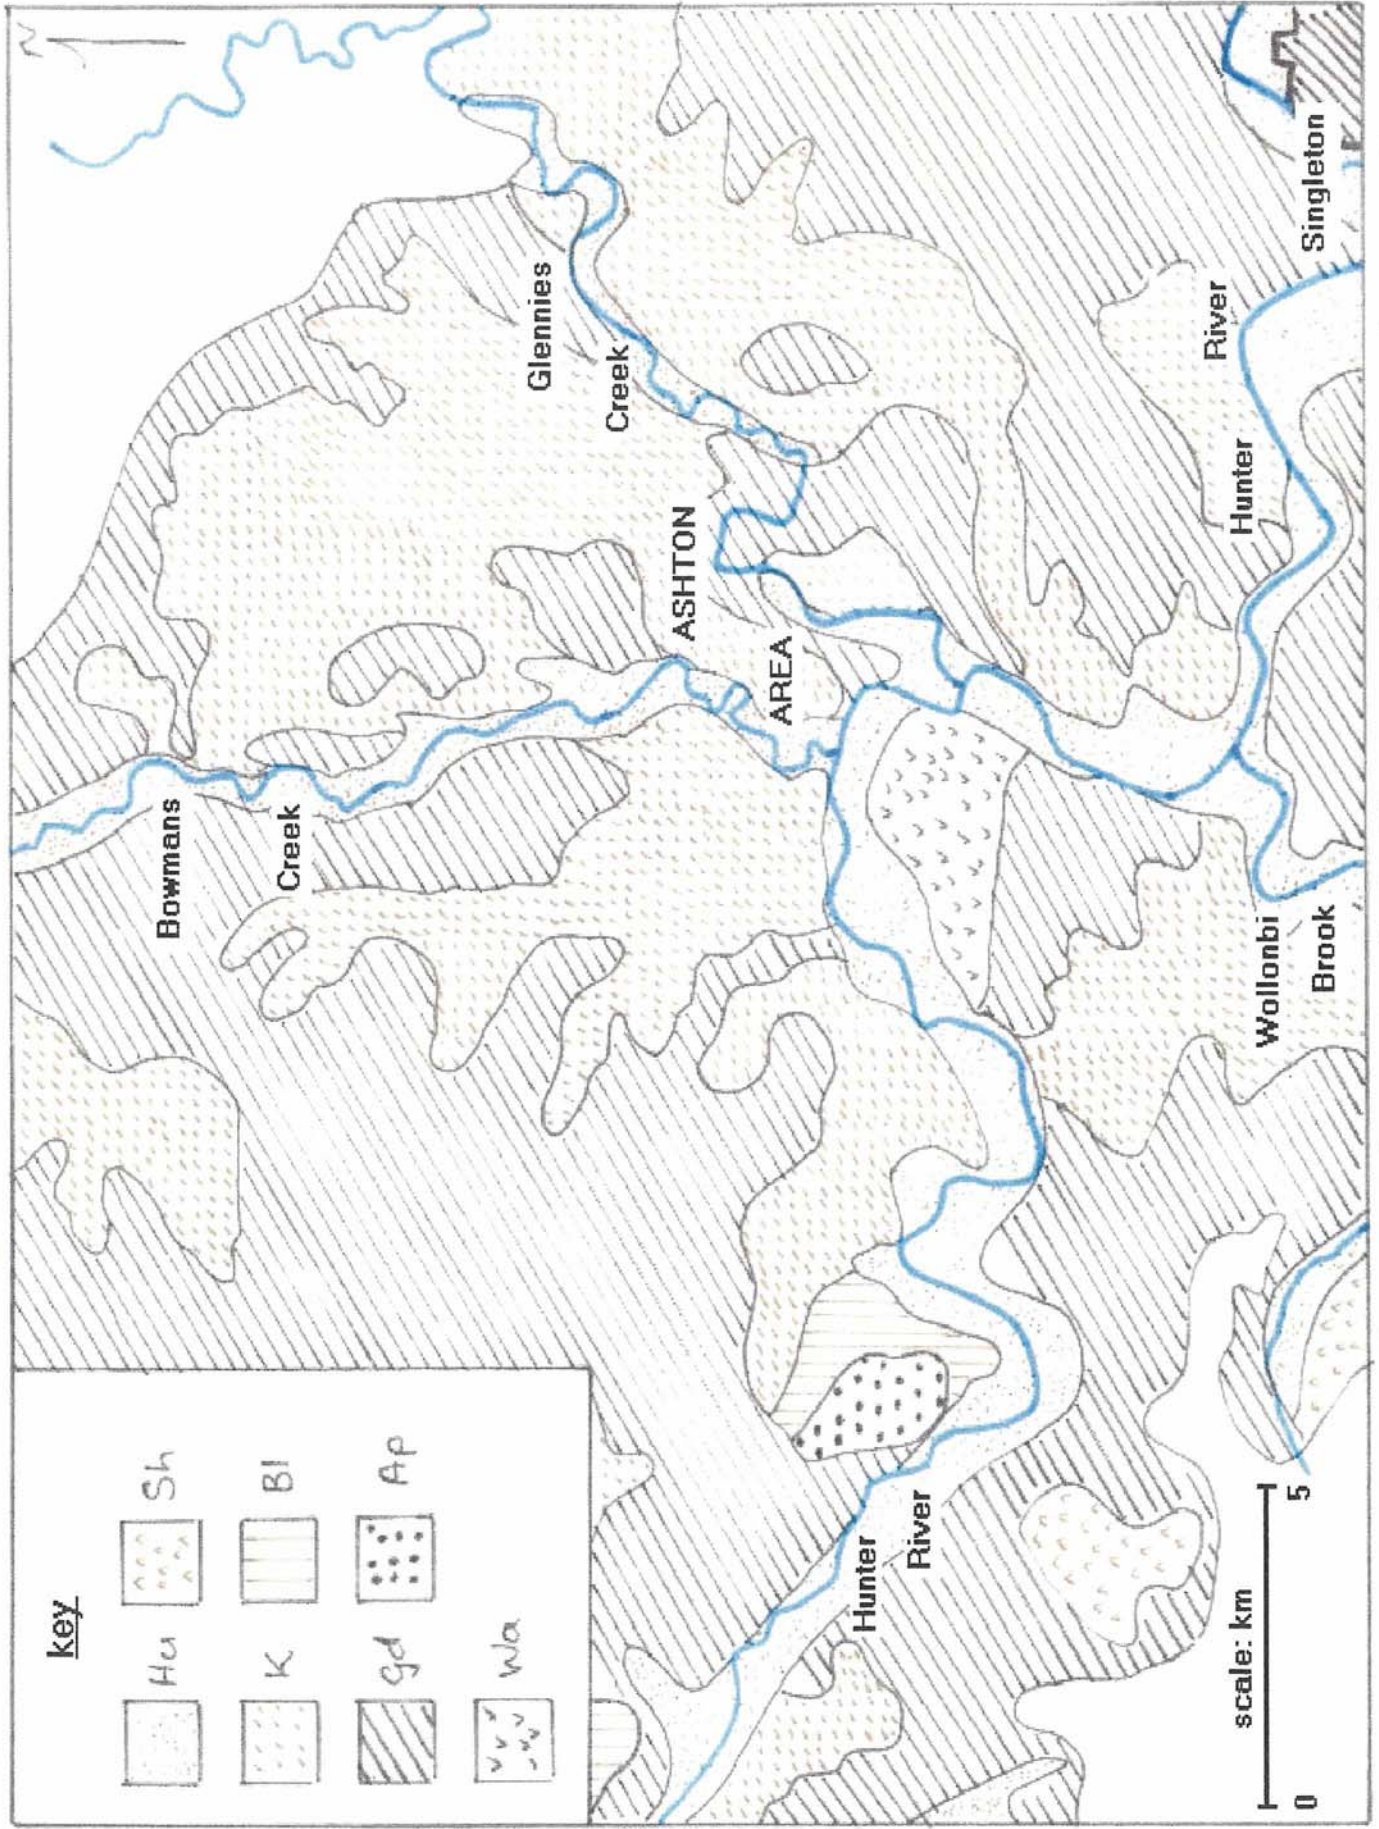 N
key
Hu
Sh
K
Bl
Gd
Ap
Wa
Bowmans
Creek
Glennies
Creek
ASHTON
AREA
Hunter
River
Hunter
River
Singleton
Wollonbi
Brook
scale: km
0
5